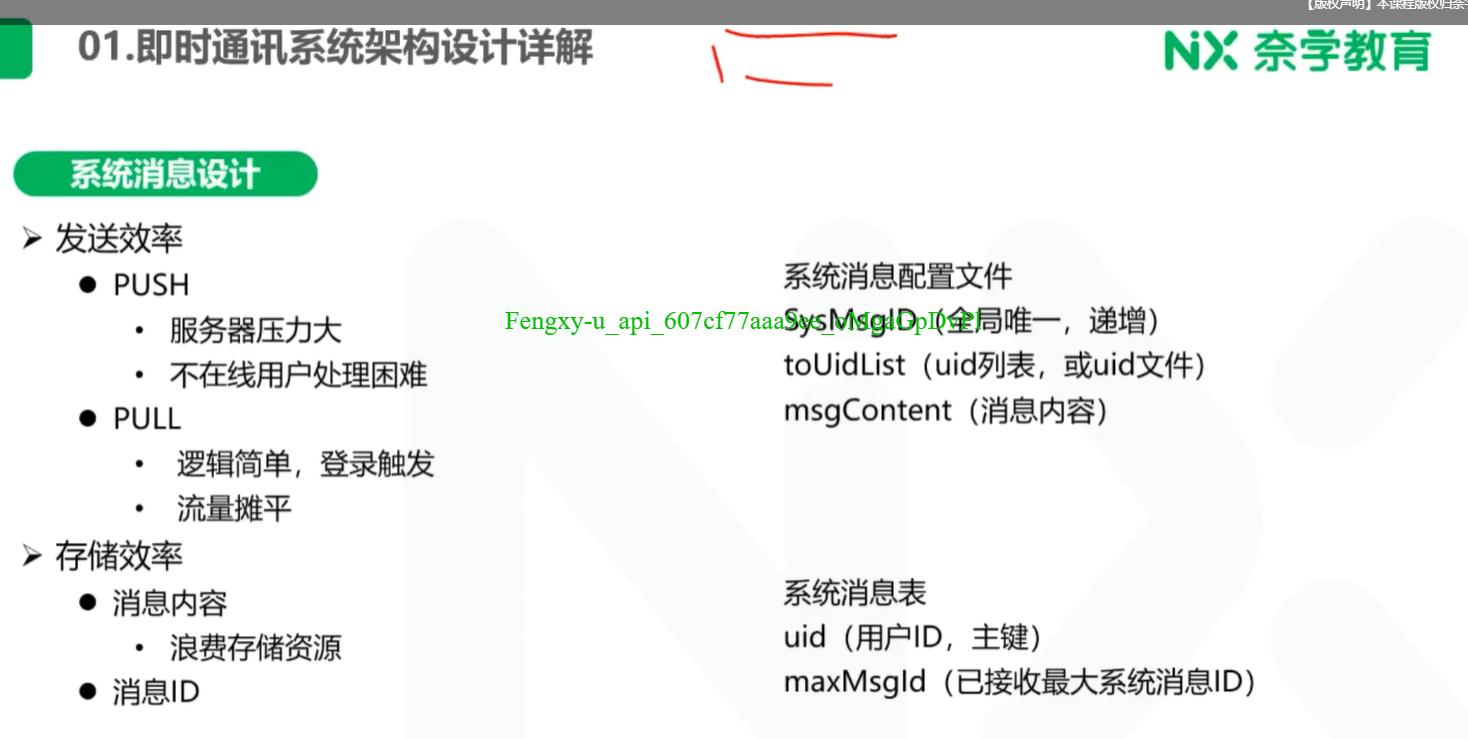 【版权声明】本课程版权归奈学
01.即时通讯系统架构设计详解
NX 奈学教育
系统消息设计
➢ 发送效率
● PUSH
• 服务器压力大
• 不在线用户处理困难
● PULL
• 逻辑简单，登录触发
• 流量摊平
➢ 存储效率
● 消息内容
• 浪费存储资源
● 消息ID
系统消息配置文件
SysMsgID（全局唯一，递增）
toUidList（uid列表，或uid文件）
msgContent（消息内容）
系统消息表
uid（用户ID，主键）
maxMsgId（已接收最大系统消息ID）